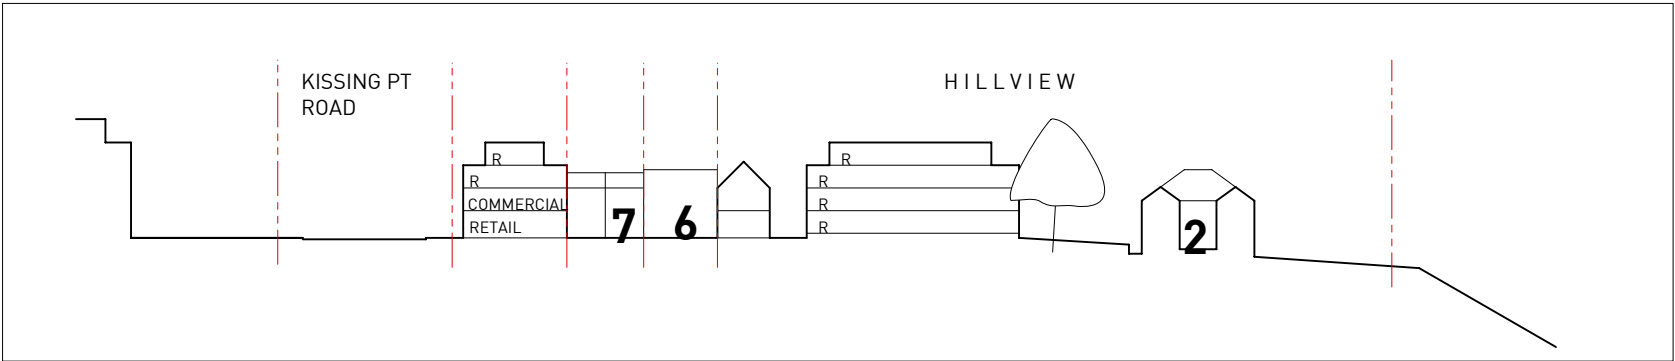 KISSING PT
ROAD
HILLVIEW
R
R
COMMERCIAL
RETAIL
7
6
R
R
R
R
2